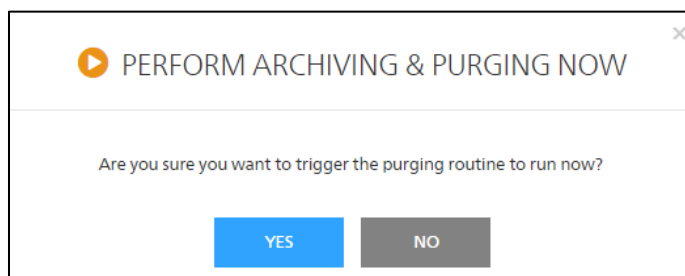 PERFORM ARCHIVING & PURGING NOW
Are you sure you want to trigger the purging routine to run now?
YES
NO